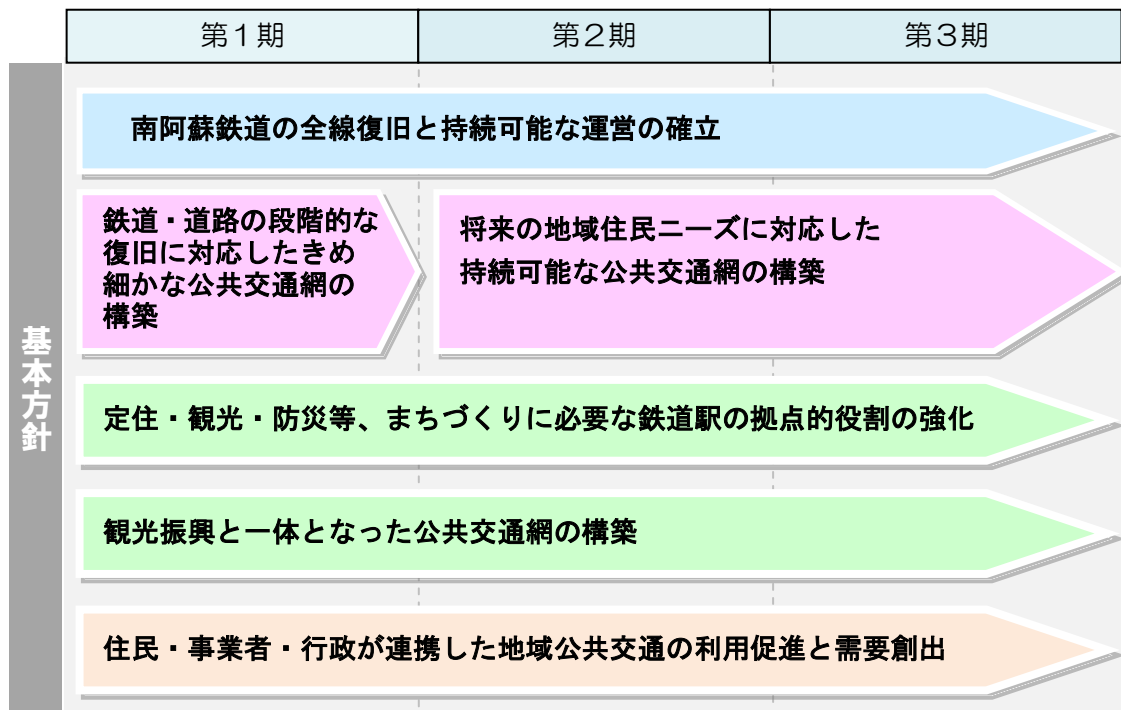 第1期
第2期
第3期
基本方針
南阿蘇鉄道の全線復旧と持続可能な運営の確立
鉄道・道路の段階的な
復旧に対応したきめ
細かな公共交通網の
構築
将来の地域住民ニーズに対応した
持続可能な公共交通網の構築
定住・観光・防災等、まちづくりに必要な鉄道駅の拠点的役割の強化
観光振興と一体となった公共交通網の構築
住民・事業者・行政が連携した地域公共交通の利用促進と需要創出